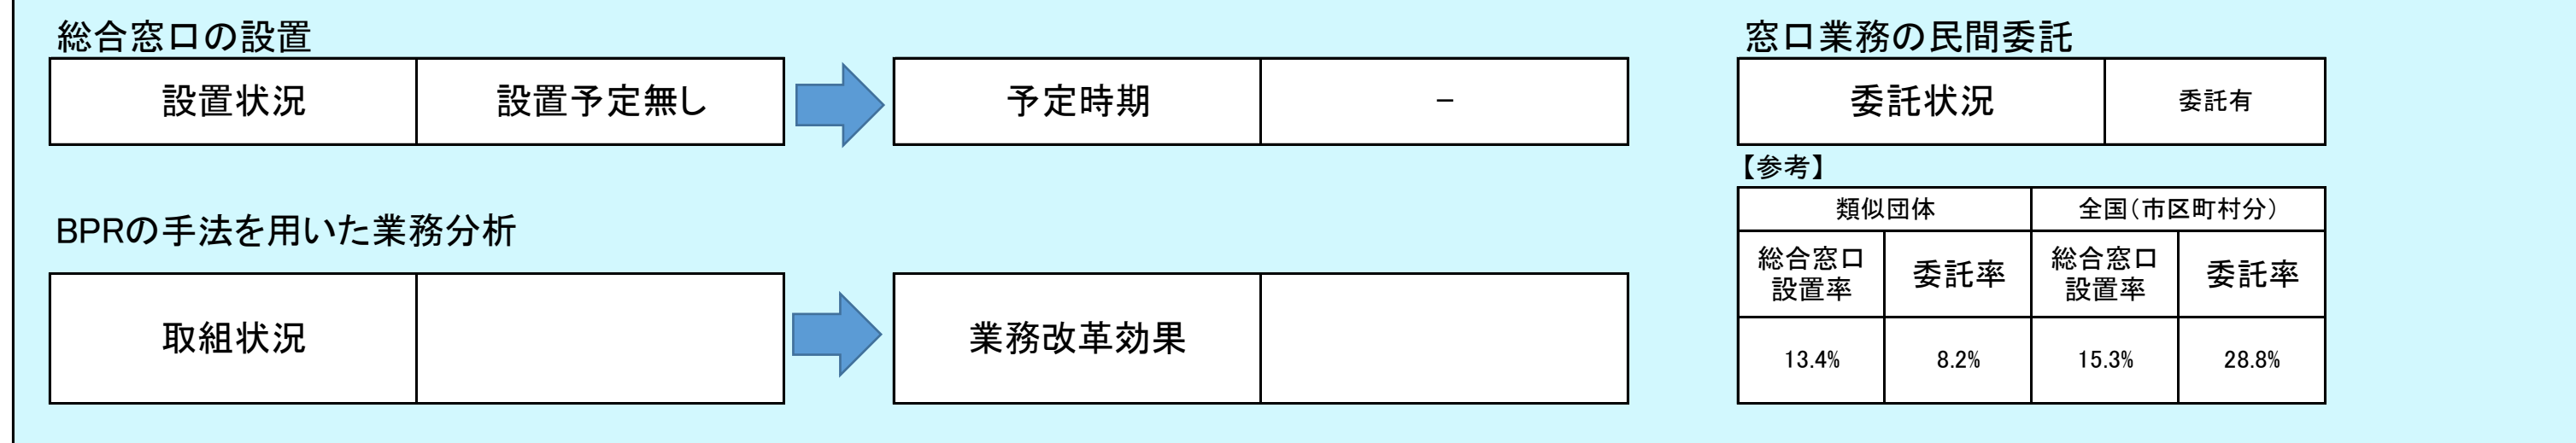 総合窓口の設置
設置状況 設置予定無し 予定時期 －
BPRの手法を用いた業務分析
取組状況 業務改革効果
窓口業務の民間委託
委託状況 委託有
【参考】
類似団体 全国（市区町村分）
総合窓口
設置率
委託率
総合窓口
設置率
委託率
13.4% 8.2% 15.3% 28.8%